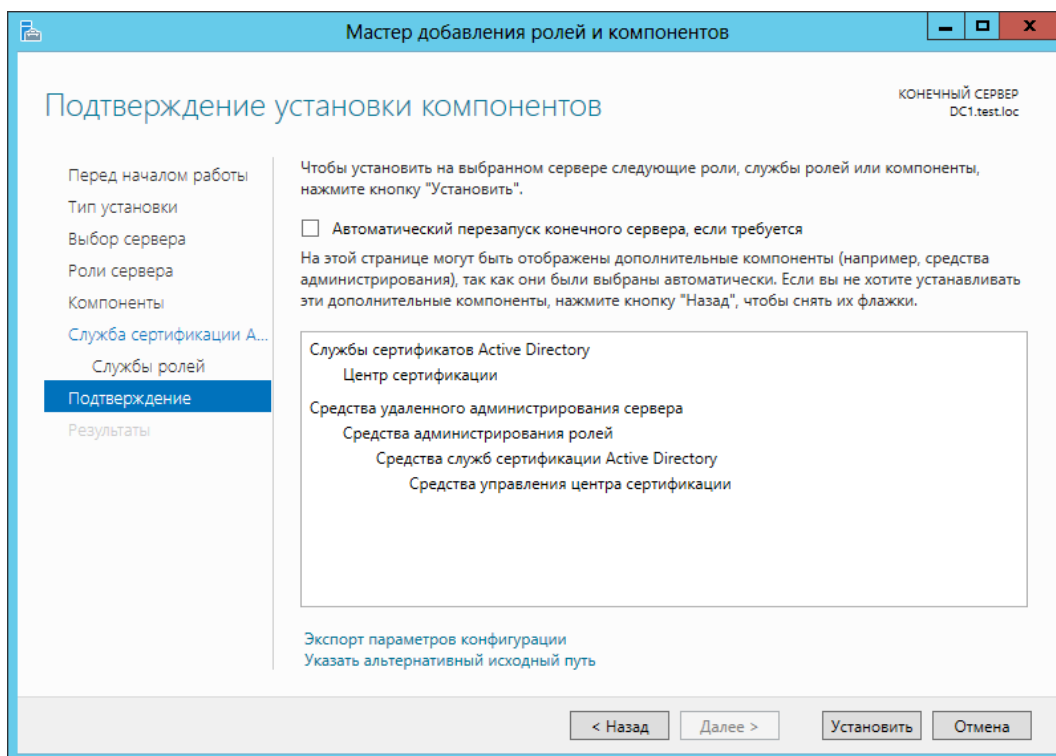 Мастер добавления ролей и компонентов
Подтверждение установки компонентов
КОНЕЧНЫЙ СЕРВЕР
DC1.test.loc
Перед началом работы
Тип установки
Выбор сервера
Роли сервера
Компоненты
Служба сертификации A...
Службы ролей
Подтверждение
Результаты
Чтобы установить на выбранном сервере следующие роли, службы ролей или компоненты,
нажмите кнопку "Установить".
Автоматический перезапуск конечного сервера, если требуется
На этой странице могут быть отображены дополнительные компоненты (например, средства
администрирования), так как они были выбраны автоматически. Если вы не хотите устанавливать
эти дополнительные компоненты, нажмите кнопку "Назад", чтобы снять их флажки.
Службы сертификатов Active Directory
Центр сертификации
Средства удаленного администрирования сервера
Средства администрирования ролей
Средства служб сертификации Active Directory
Средства управления центра сертификации
Экспорт параметров конфигурации
Указать альтернативный исходный путь
< Назад
Далее >
Установить
Отмена